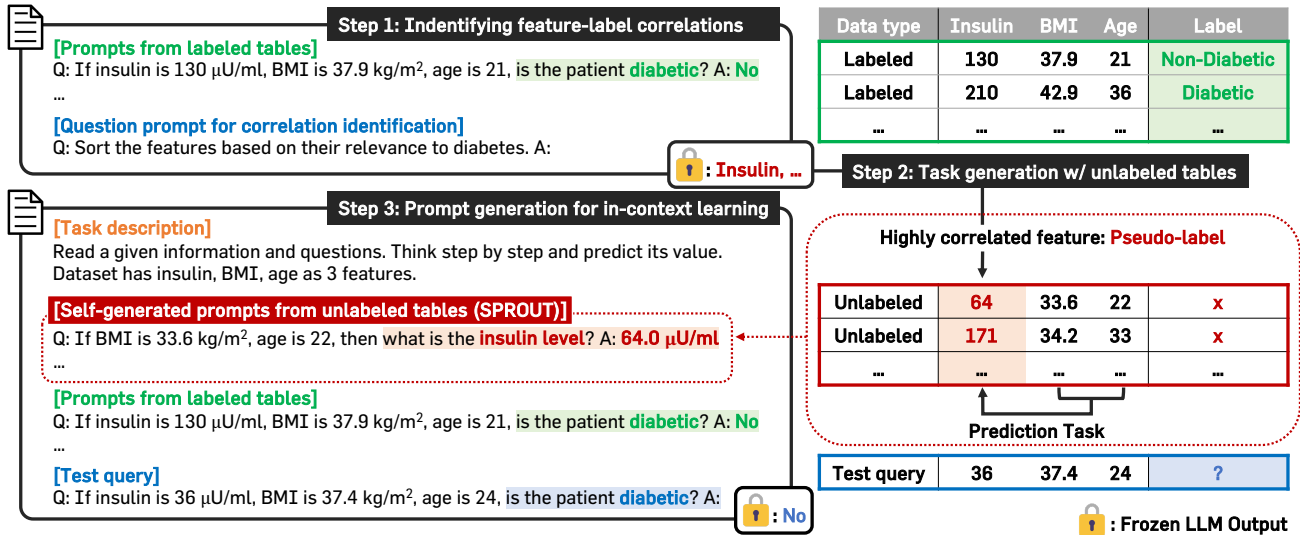 Step 1: Indentifying feature-label correlations
[Prompts from labeled tables]
Q: If insulin is 130 μU/ml, BMI is 37.9 kg/m², age is 21, is the patient diabetic? A: No
...
[Question prompt for correlation identification]
Q: Sort the features based on their relevance to diabetes. A:
: Insulin, ...
Data type Insulin BMI Age Label
Labeled 130 37.9 21 Non-Diabetic
Labeled 210 42.9 36 Diabetic
... ... ... ... ...
Step 2: Task generation w/ unlabeled tables
Highly correlated feature: Pseudo-label
Unlabeled 64 33.6 22 x
Unlabeled 171 34.2 33 x
... ... ... ... ...
Prediction Task
Step 3: Prompt generation for in-context learning
[Task description]
Read a given information and questions. Think step by step and predict its value.
Dataset has insulin, BMI, age as 3 features.
[Self-generated prompts from unlabeled tables (SPROUT)]
Q: If BMI is 33.6 kg/m², age is 22, then what is the insulin level? A: 64.0 μU/ml
...
[Prompts from labeled tables]
Q: If insulin is 130 μU/ml, BMI is 37.9 kg/m², age is 21, is the patient diabetic? A: No
...
[Test query]
Q: If insulin is 36 μU/ml, BMI is 37.4 kg/m², age is 24, is the patient diabetic? A:
: No
Test query 36 37.4 24 ?
: Frozen LLM Output